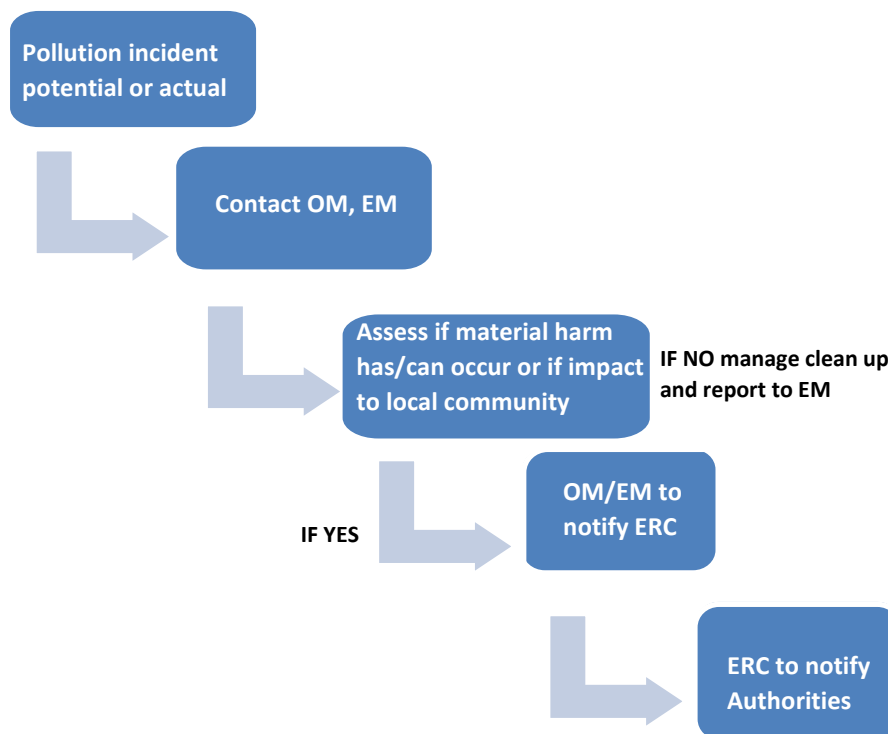 Pollution incident
potential or actual
Contact OM, EM
Assess if material harm
has/can occur or if impact
to local community
IF NO manage clean up
and report to EM
IF YES
OM/EM to
notify ERC
ERC to notify
Authorities